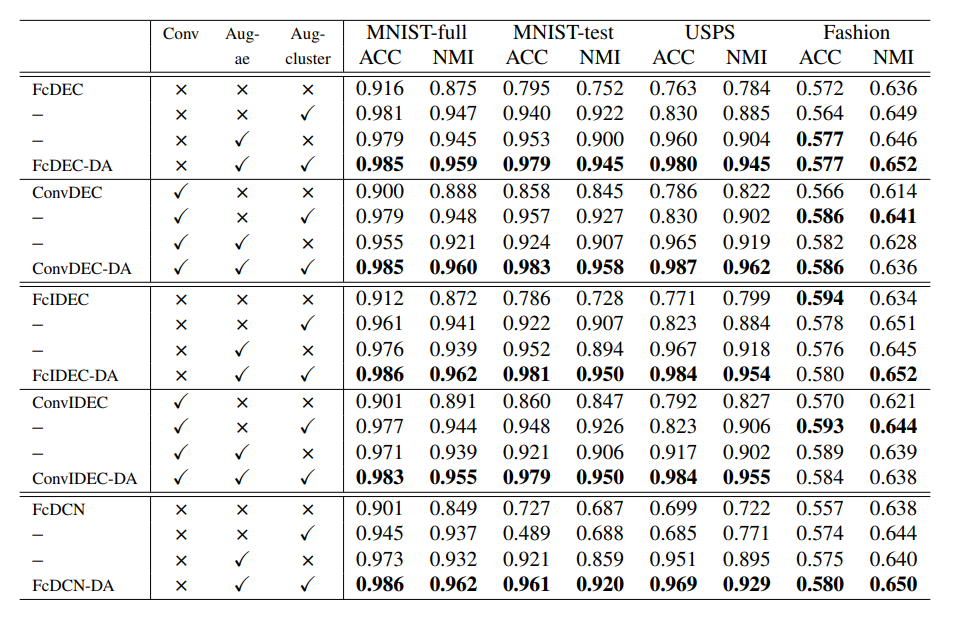 Conv Aug- Aug- MNIST-full MNIST-test USPS Fashion
ae cluster ACC NMI ACC NMI ACC NMI ACC NMI
FcDEC × × × 0.916 0.875 0.795 0.752 0.763 0.784 0.572 0.636
– × × ✓ 0.981 0.947 0.940 0.922 0.830 0.885 0.564 0.649
– × ✓ × 0.979 0.945 0.953 0.900 0.960 0.904 0.577 0.646
FcDEC-DA × ✓ ✓ 0.985 0.959 0.979 0.945 0.980 0.945 0.577 0.652
ConvDEC ✓ × × 0.900 0.888 0.858 0.845 0.786 0.822 0.566 0.614
– ✓ × ✓ 0.979 0.948 0.957 0.927 0.830 0.902 0.586 0.641
– ✓ ✓ × 0.955 0.921 0.924 0.907 0.965 0.919 0.582 0.628
ConvDEC-DA ✓ ✓ ✓ 0.985 0.960 0.983 0.958 0.987 0.962 0.586 0.636
FcIDEC × × × 0.912 0.872 0.786 0.728 0.771 0.799 0.594 0.634
– × × ✓ 0.961 0.941 0.922 0.907 0.823 0.884 0.578 0.651
– × ✓ × 0.976 0.939 0.952 0.894 0.967 0.918 0.576 0.645
FcIDEC-DA × ✓ ✓ 0.986 0.962 0.981 0.950 0.984 0.954 0.580 0.652
ConvIDEC ✓ × × 0.901 0.891 0.860 0.847 0.792 0.827 0.570 0.621
– ✓ × ✓ 0.977 0.944 0.948 0.926 0.823 0.906 0.593 0.644
– ✓ ✓ × 0.971 0.939 0.921 0.906 0.917 0.902 0.589 0.639
ConvIDEC-DA ✓ ✓ ✓ 0.983 0.955 0.979 0.950 0.984 0.955 0.584 0.638
FcDCN × × × 0.901 0.849 0.727 0.687 0.699 0.722 0.557 0.638
– × × ✓ 0.945 0.937 0.489 0.688 0.685 0.771 0.574 0.644
– × ✓ × 0.973 0.932 0.921 0.859 0.951 0.895 0.575 0.640
FcDCN-DA × ✓ ✓ 0.986 0.962 0.961 0.920 0.969 0.929 0.580 0.650